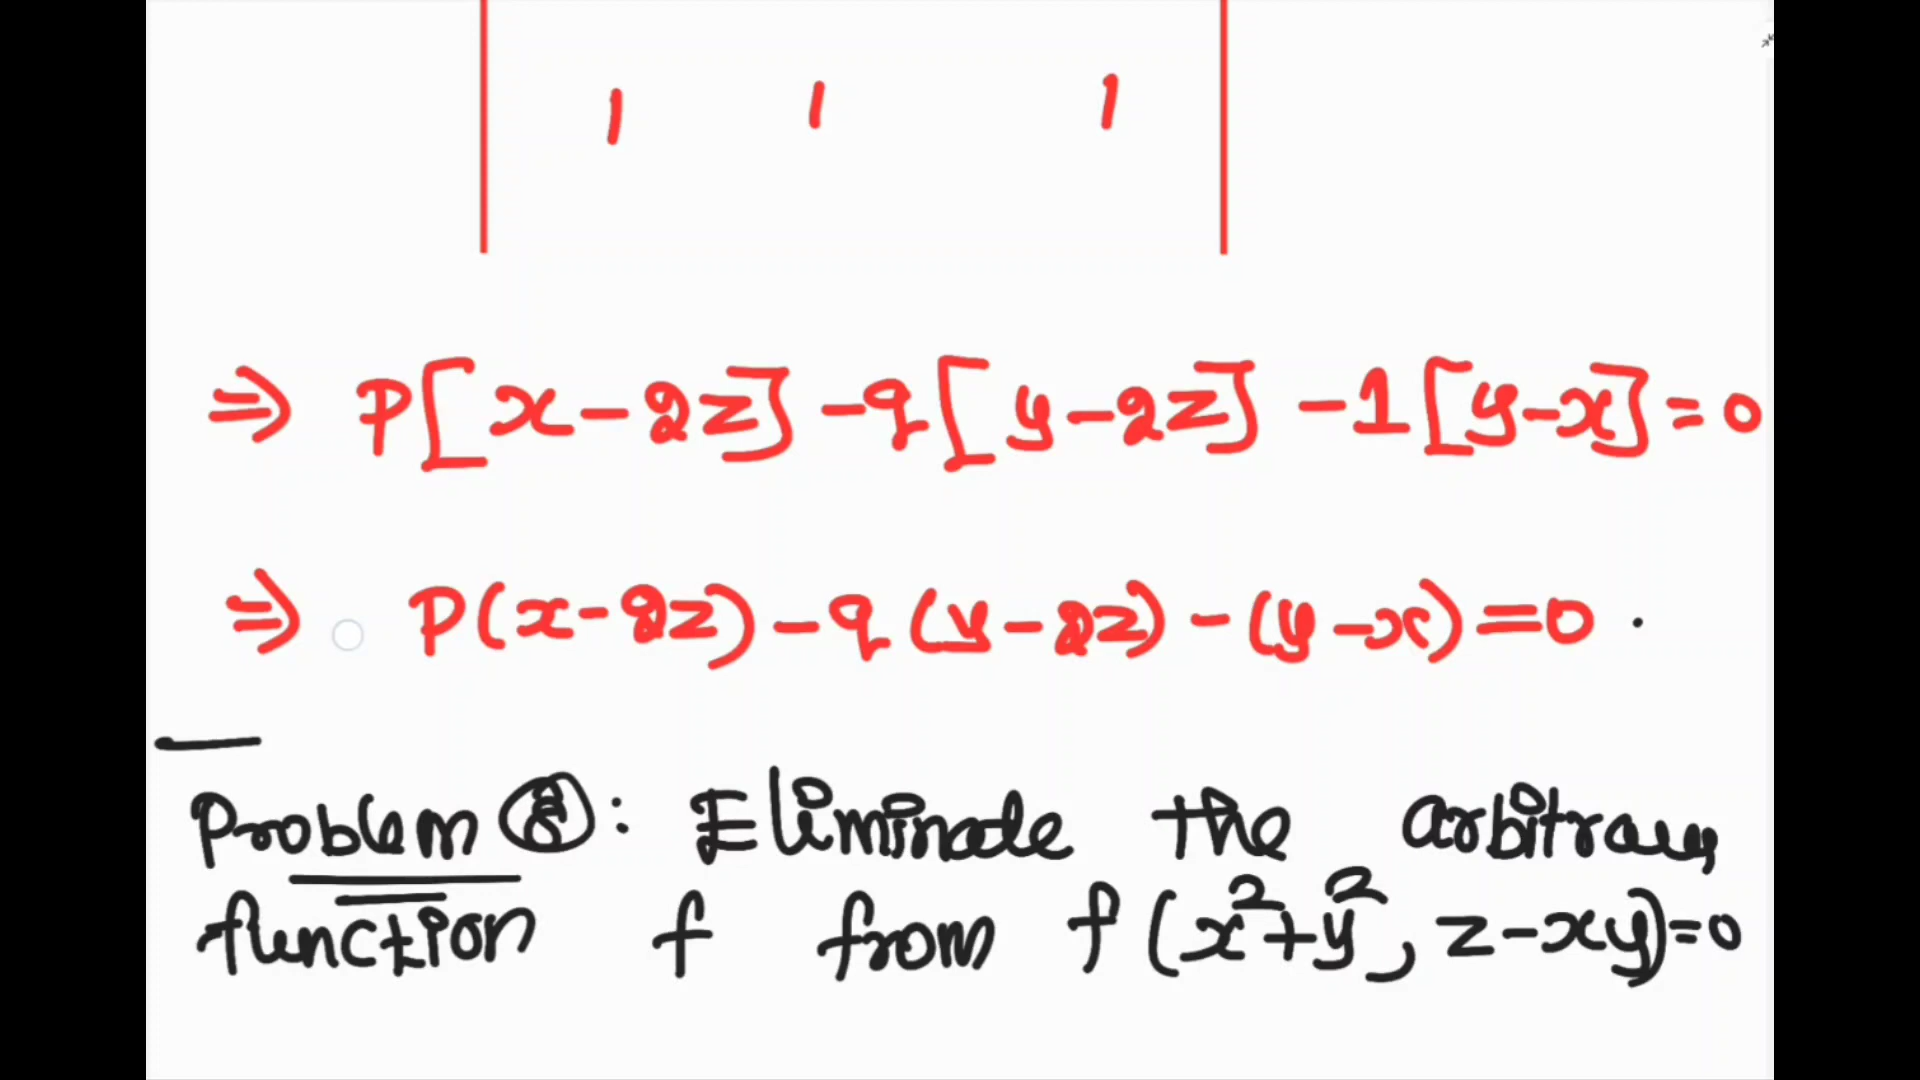 1 1 1
⇒ p[x-2z] -q[y-2z] -1[y-x]=0
⇒ p(x-2z)-q(y-2z)-(y-x)=0.
Problem ⑧: Eliminate the arbitrary
function f from f(x²+y², z-xy)=0